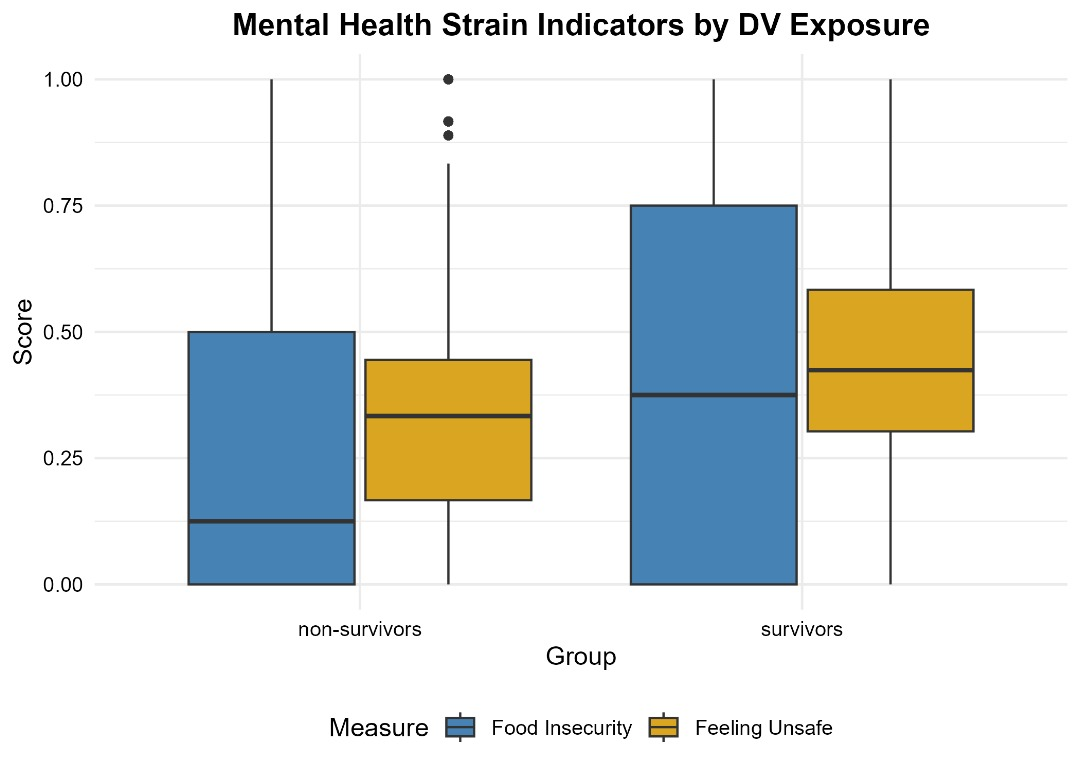 Mental Health Strain Indicators by DV Exposure
Score
1.00
0.75
0.50
0.25
0.00
non-survivors survivors
Group
Measure Food Insecurity Feeling Unsafe